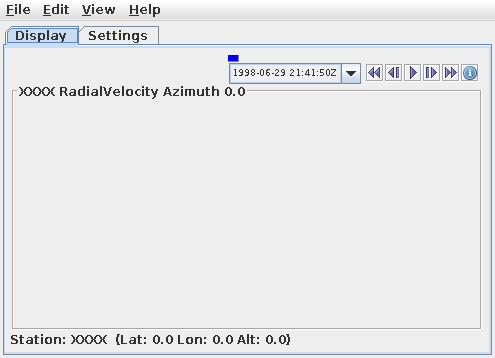 File Edit View Help
Display Settings
1998-06-29 21:41:50Z
XXXX RadialVelocity Azimuth 0.0
Station: XXXX (Lat: 0.0 Lon: 0.0 Alt: 0.0)